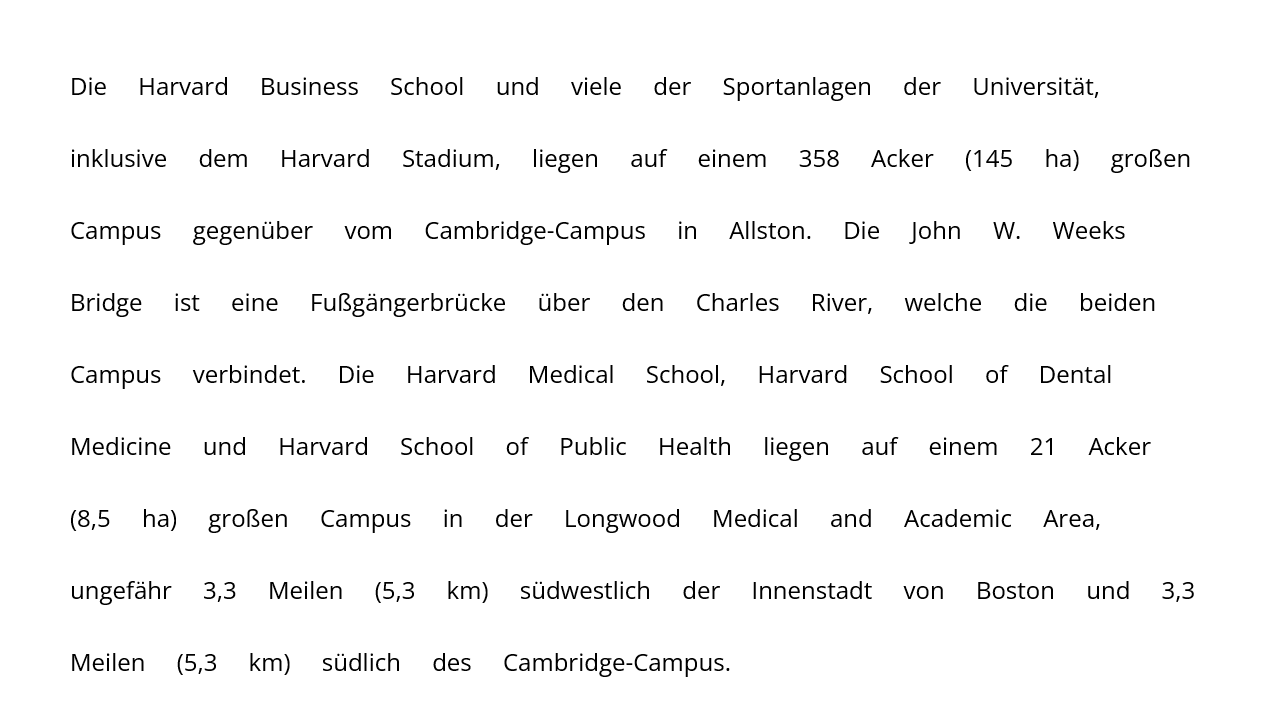 Die Harvard Business School und viele der Sportanlagen der Universität,
inklusive dem Harvard Stadium, liegen auf einem 358 Acker (145 ha) großen
Campus gegenüber vom Cambridge-Campus in Allston. Die John W. Weeks
Bridge ist eine Fußgängerbrücke über den Charles River, welche die beiden
Campus verbindet. Die Harvard Medical School, Harvard School of Dental
Medicine und Harvard School of Public Health liegen auf einem 21 Acker
(8,5 ha) großen Campus in der Longwood Medical and Academic Area,
ungefähr 3,3 Meilen (5,3 km) südwestlich der Innenstadt von Boston und 3,3
Meilen (5,3 km) südlich des Cambridge-Campus.